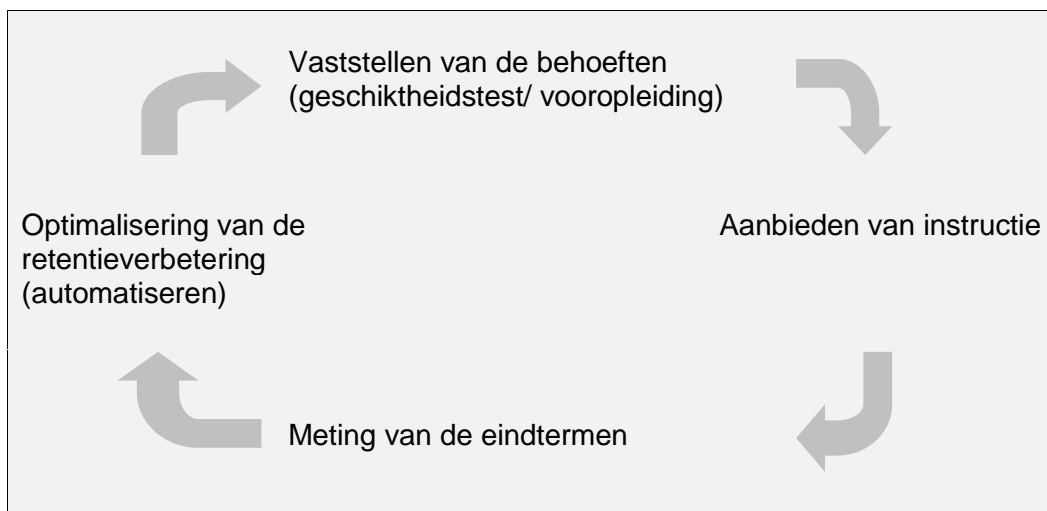 Vaststellen van de behoeften
(geschiktheidstest/ vooropleiding)
Aanbieden van instructie
Optimalisering van de
retentieverbetering
(automatiseren)
Meting van de eindtermen